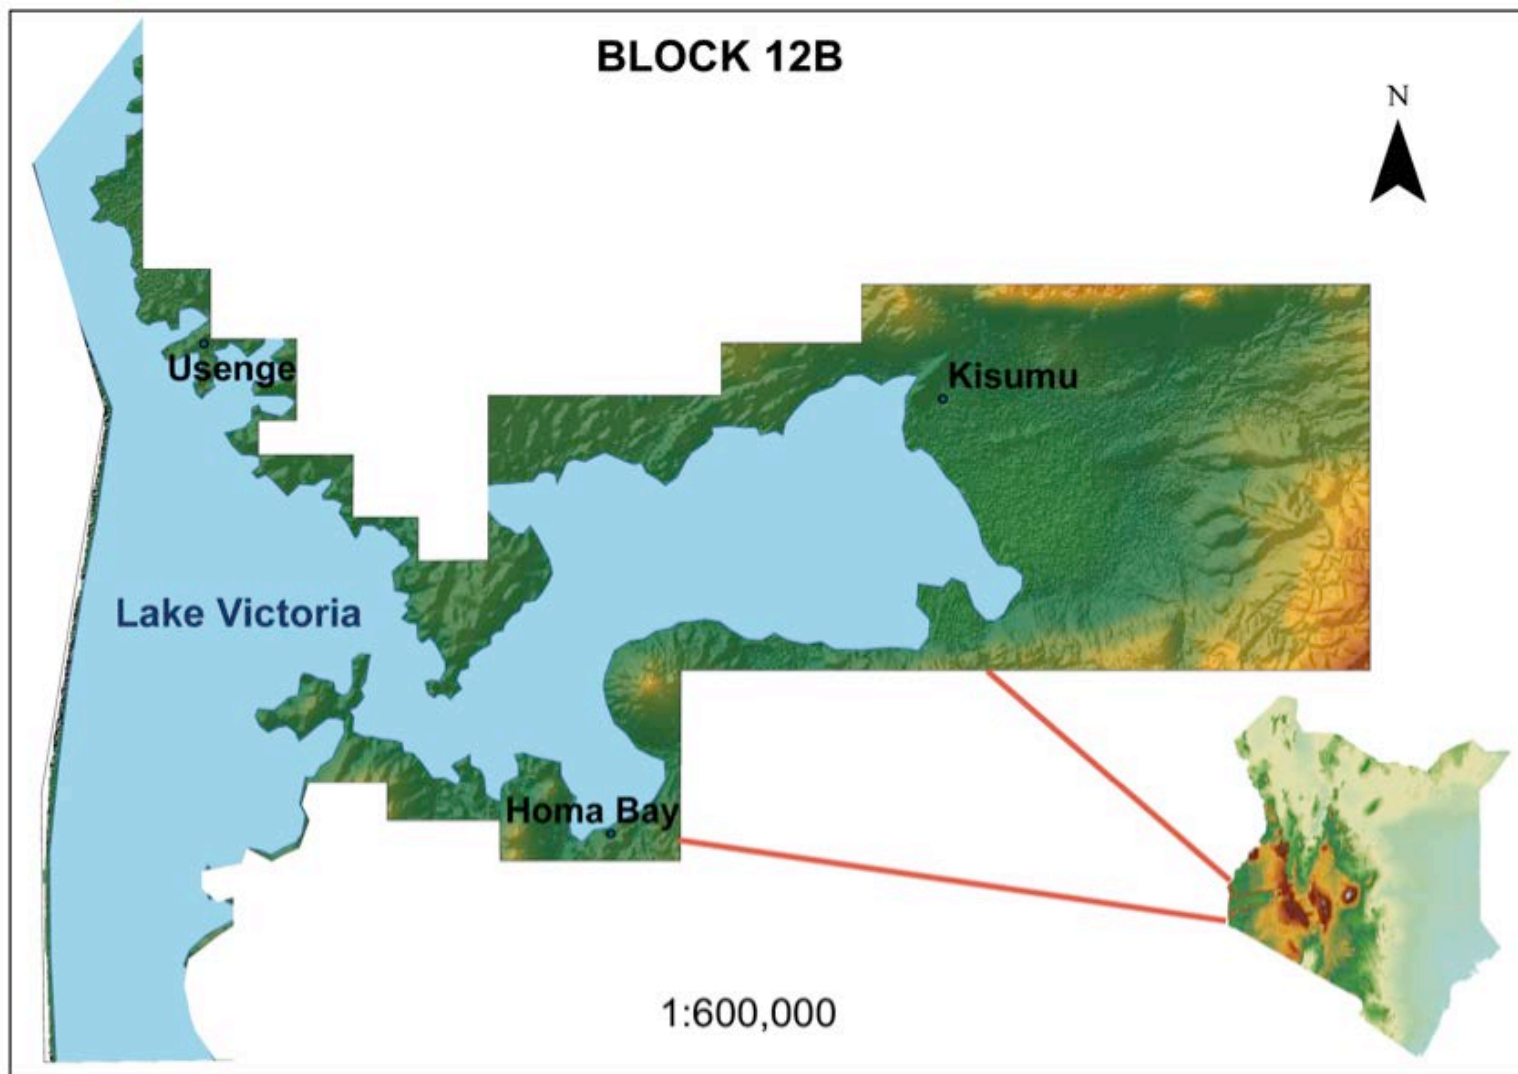 BLOCK 12B
N
Usenge
Kisumu
Lake Victoria
Homa Bay
1:600,000